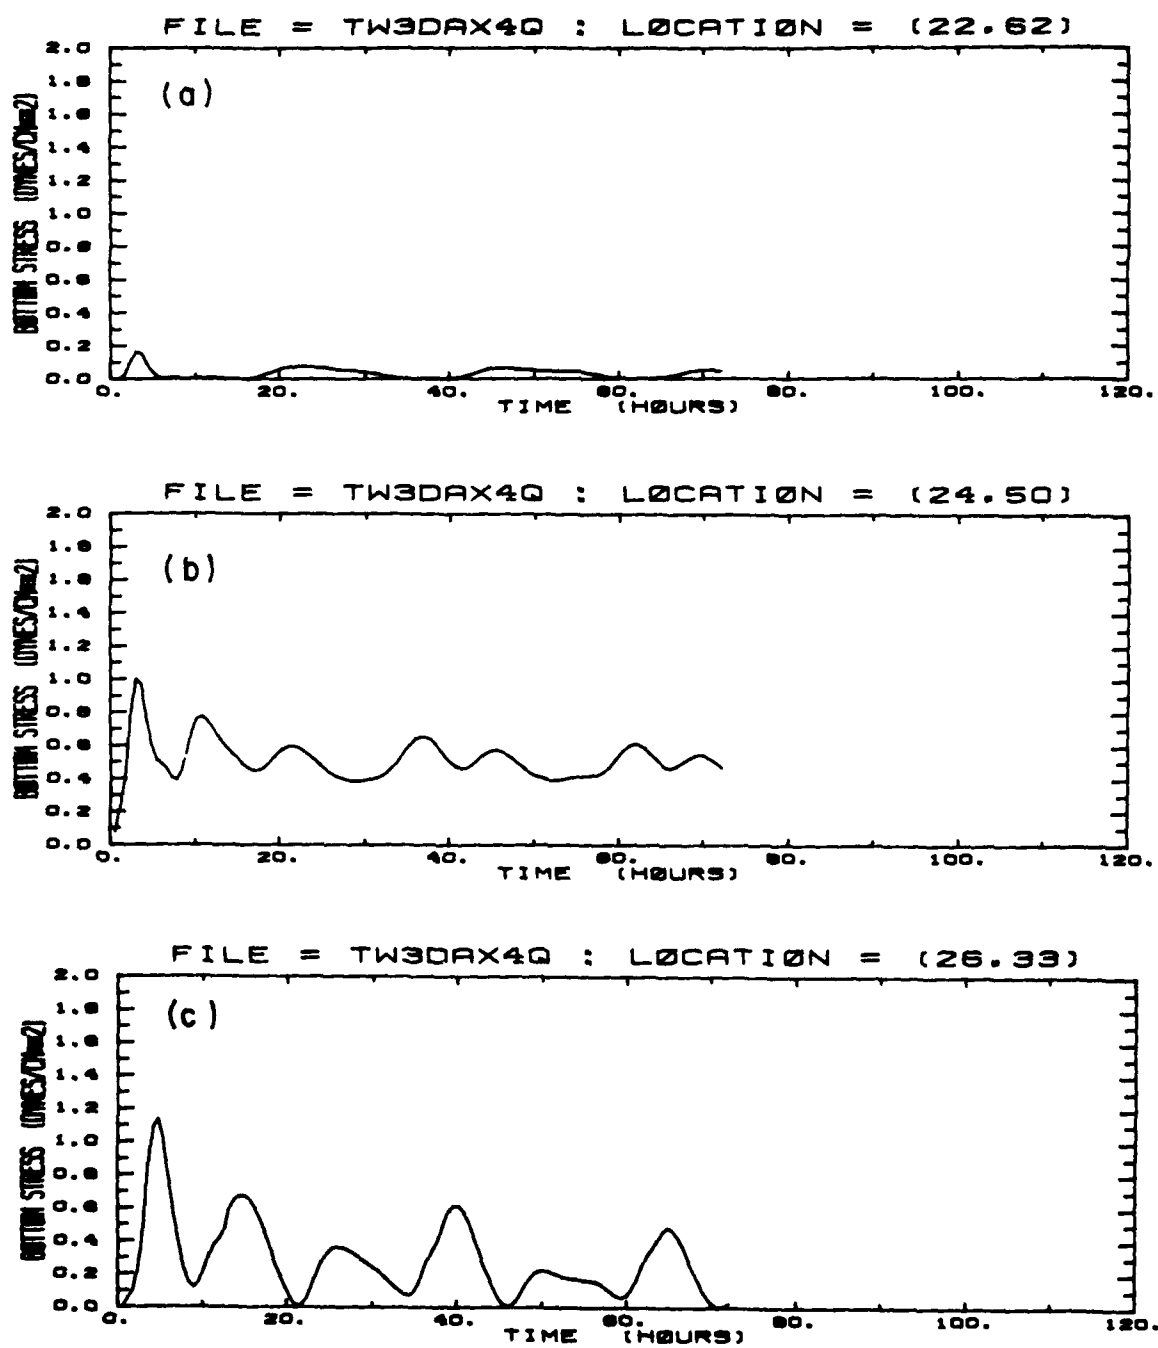 FILE = TW3DAX4Q : LØCATIØN = (22.62)
(a)
BØTTØM STRESS (DYNES/CM**2)
2.0
1.8
1.6
1.4
1.2
1.0
0.8
0.6
0.4
0.2
0.0
0. 20. 40. 60. 80. 100. 120.
TIME (HØURS)
FILE = TW3DAX4Q : LØCATIØN = (24.50)
(b)
BØTTØM STRESS (DYNES/CM**2)
2.0
1.8
1.6
1.4
1.2
1.0
0.8
0.6
0.4
0.2
0.0
0. 20. 40. 60. 80. 100. 120.
TIME (HØURS)
FILE = TW3DAX4Q : LØCATIØN = (26.33)
(c)
BØTTØM STRESS (DYNES/CM**2)
2.0
1.8
1.6
1.4
1.2
1.0
0.8
0.6
0.4
0.2
0.0
0. 20. 40. 60. 80. 100. 120.
TIME (HØURS)